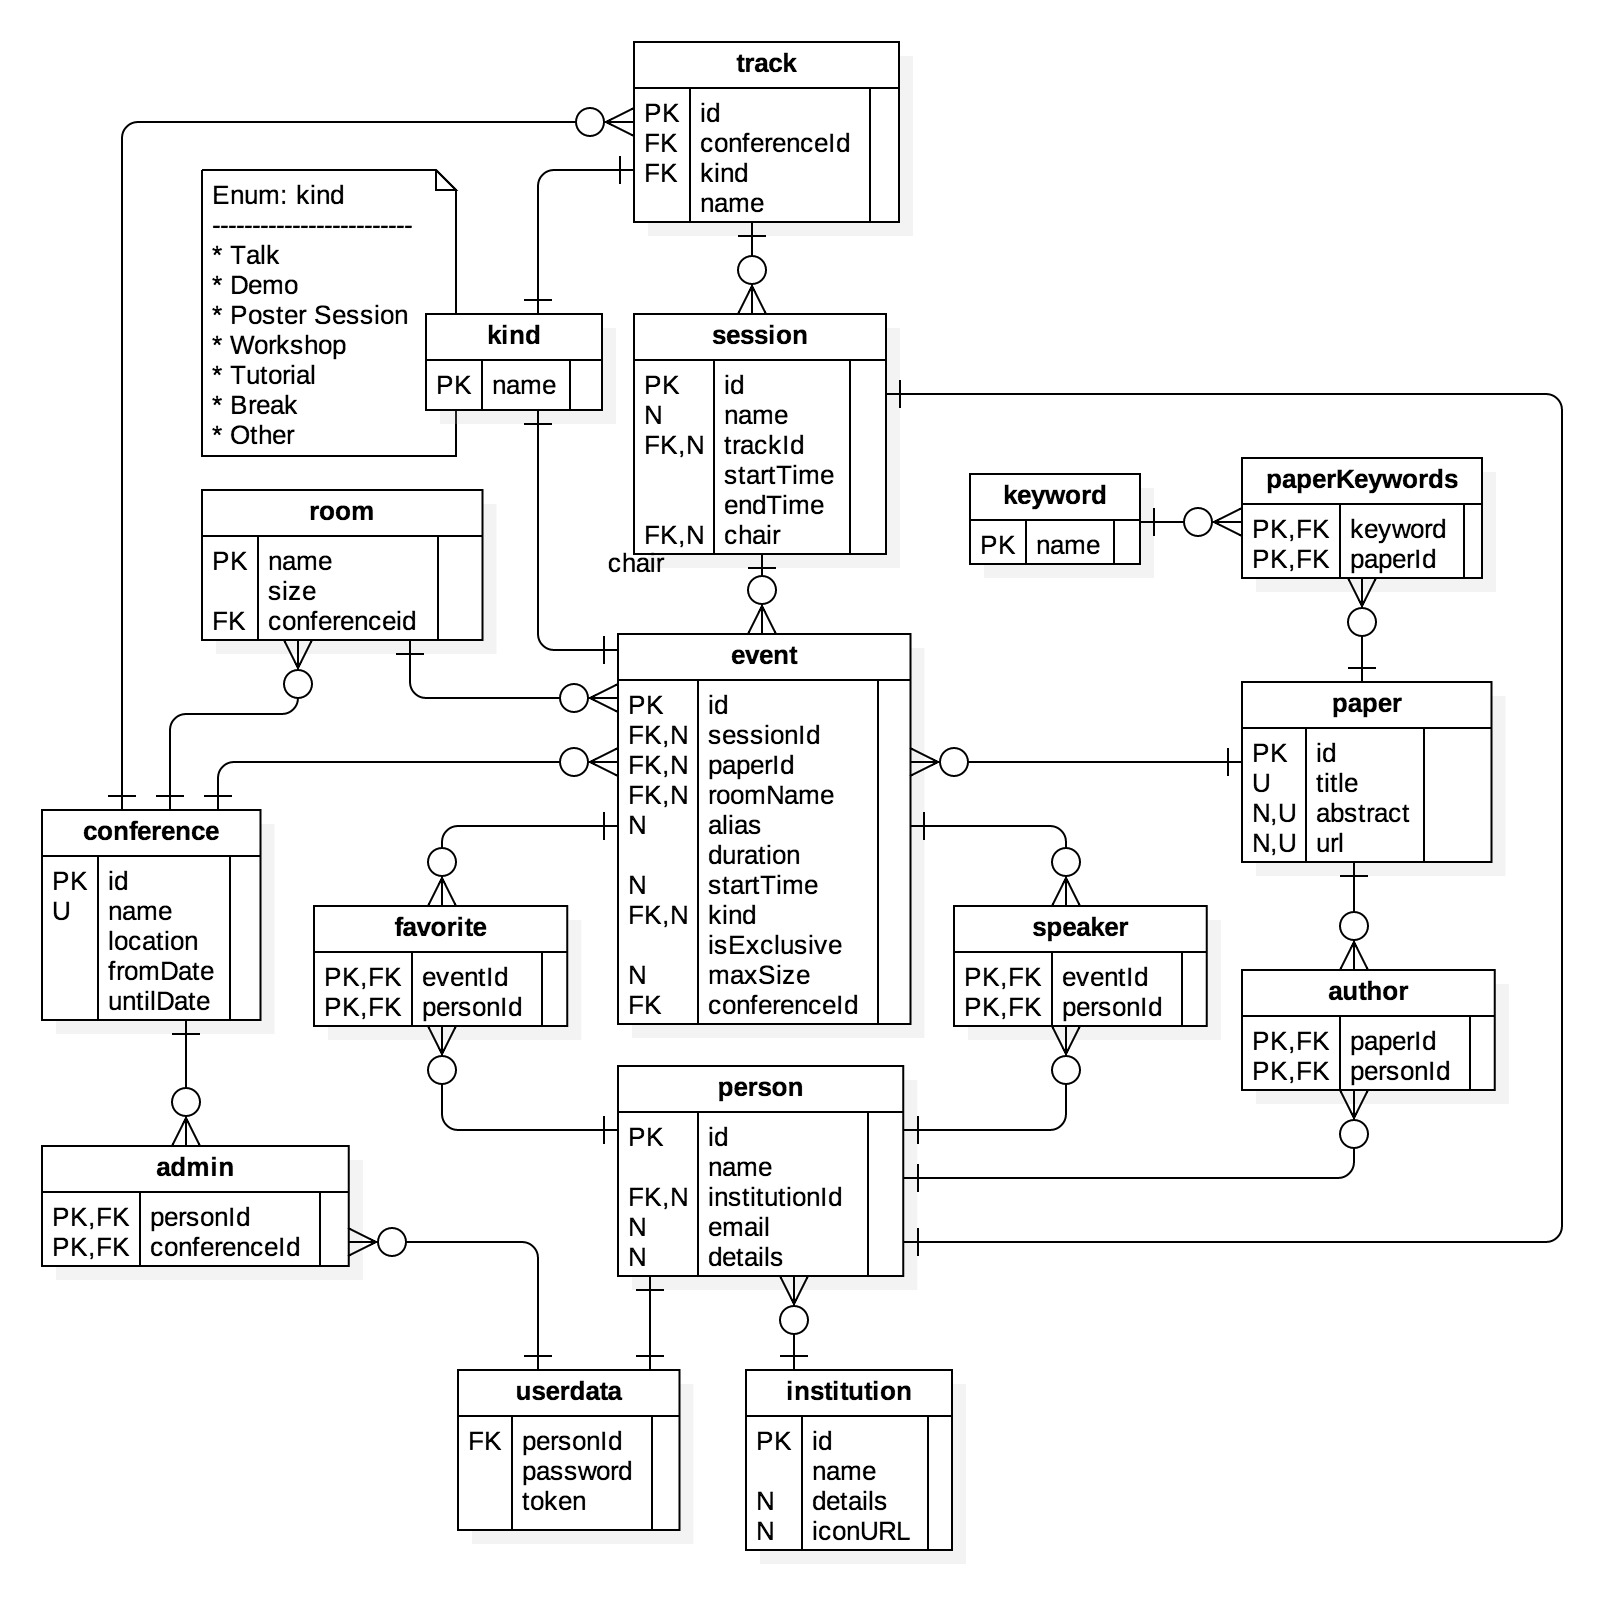 track
PK id
FK conferenceId
FK kind
name
Enum: kind
-------------------------
* Talk
* Demo
* Poster Session
* Workshop
* Tutorial
* Break
* Other
kind
PK name
session
PK id
N name
FK,N trackId
startTime
endTime
FK,N chair
chair
keyword
PK name
paperKeywords
PK,FK keyword
PK,FK paperId
room
PK name
size
FK conferenceid
event
PK id
FK,N sessionId
FK,N paperId
FK,N roomName
N alias
duration
N startTime
FK,N kind
isExclusive
N maxSize
FK conferenceId
paper
PK id
U title
N,U abstract
N,U url
conference
PK id
U name
location
fromDate
untilDate
favorite
PK,FK eventId
PK,FK personId
speaker
PK,FK eventId
PK,FK personId
author
PK,FK paperId
PK,FK personId
person
PK id
name
FK,N institutionId
N email
N details
admin
PK,FK personId
PK,FK conferenceId
userdata
FK personId
password
token
institution
PK id
name
N details
N iconURL